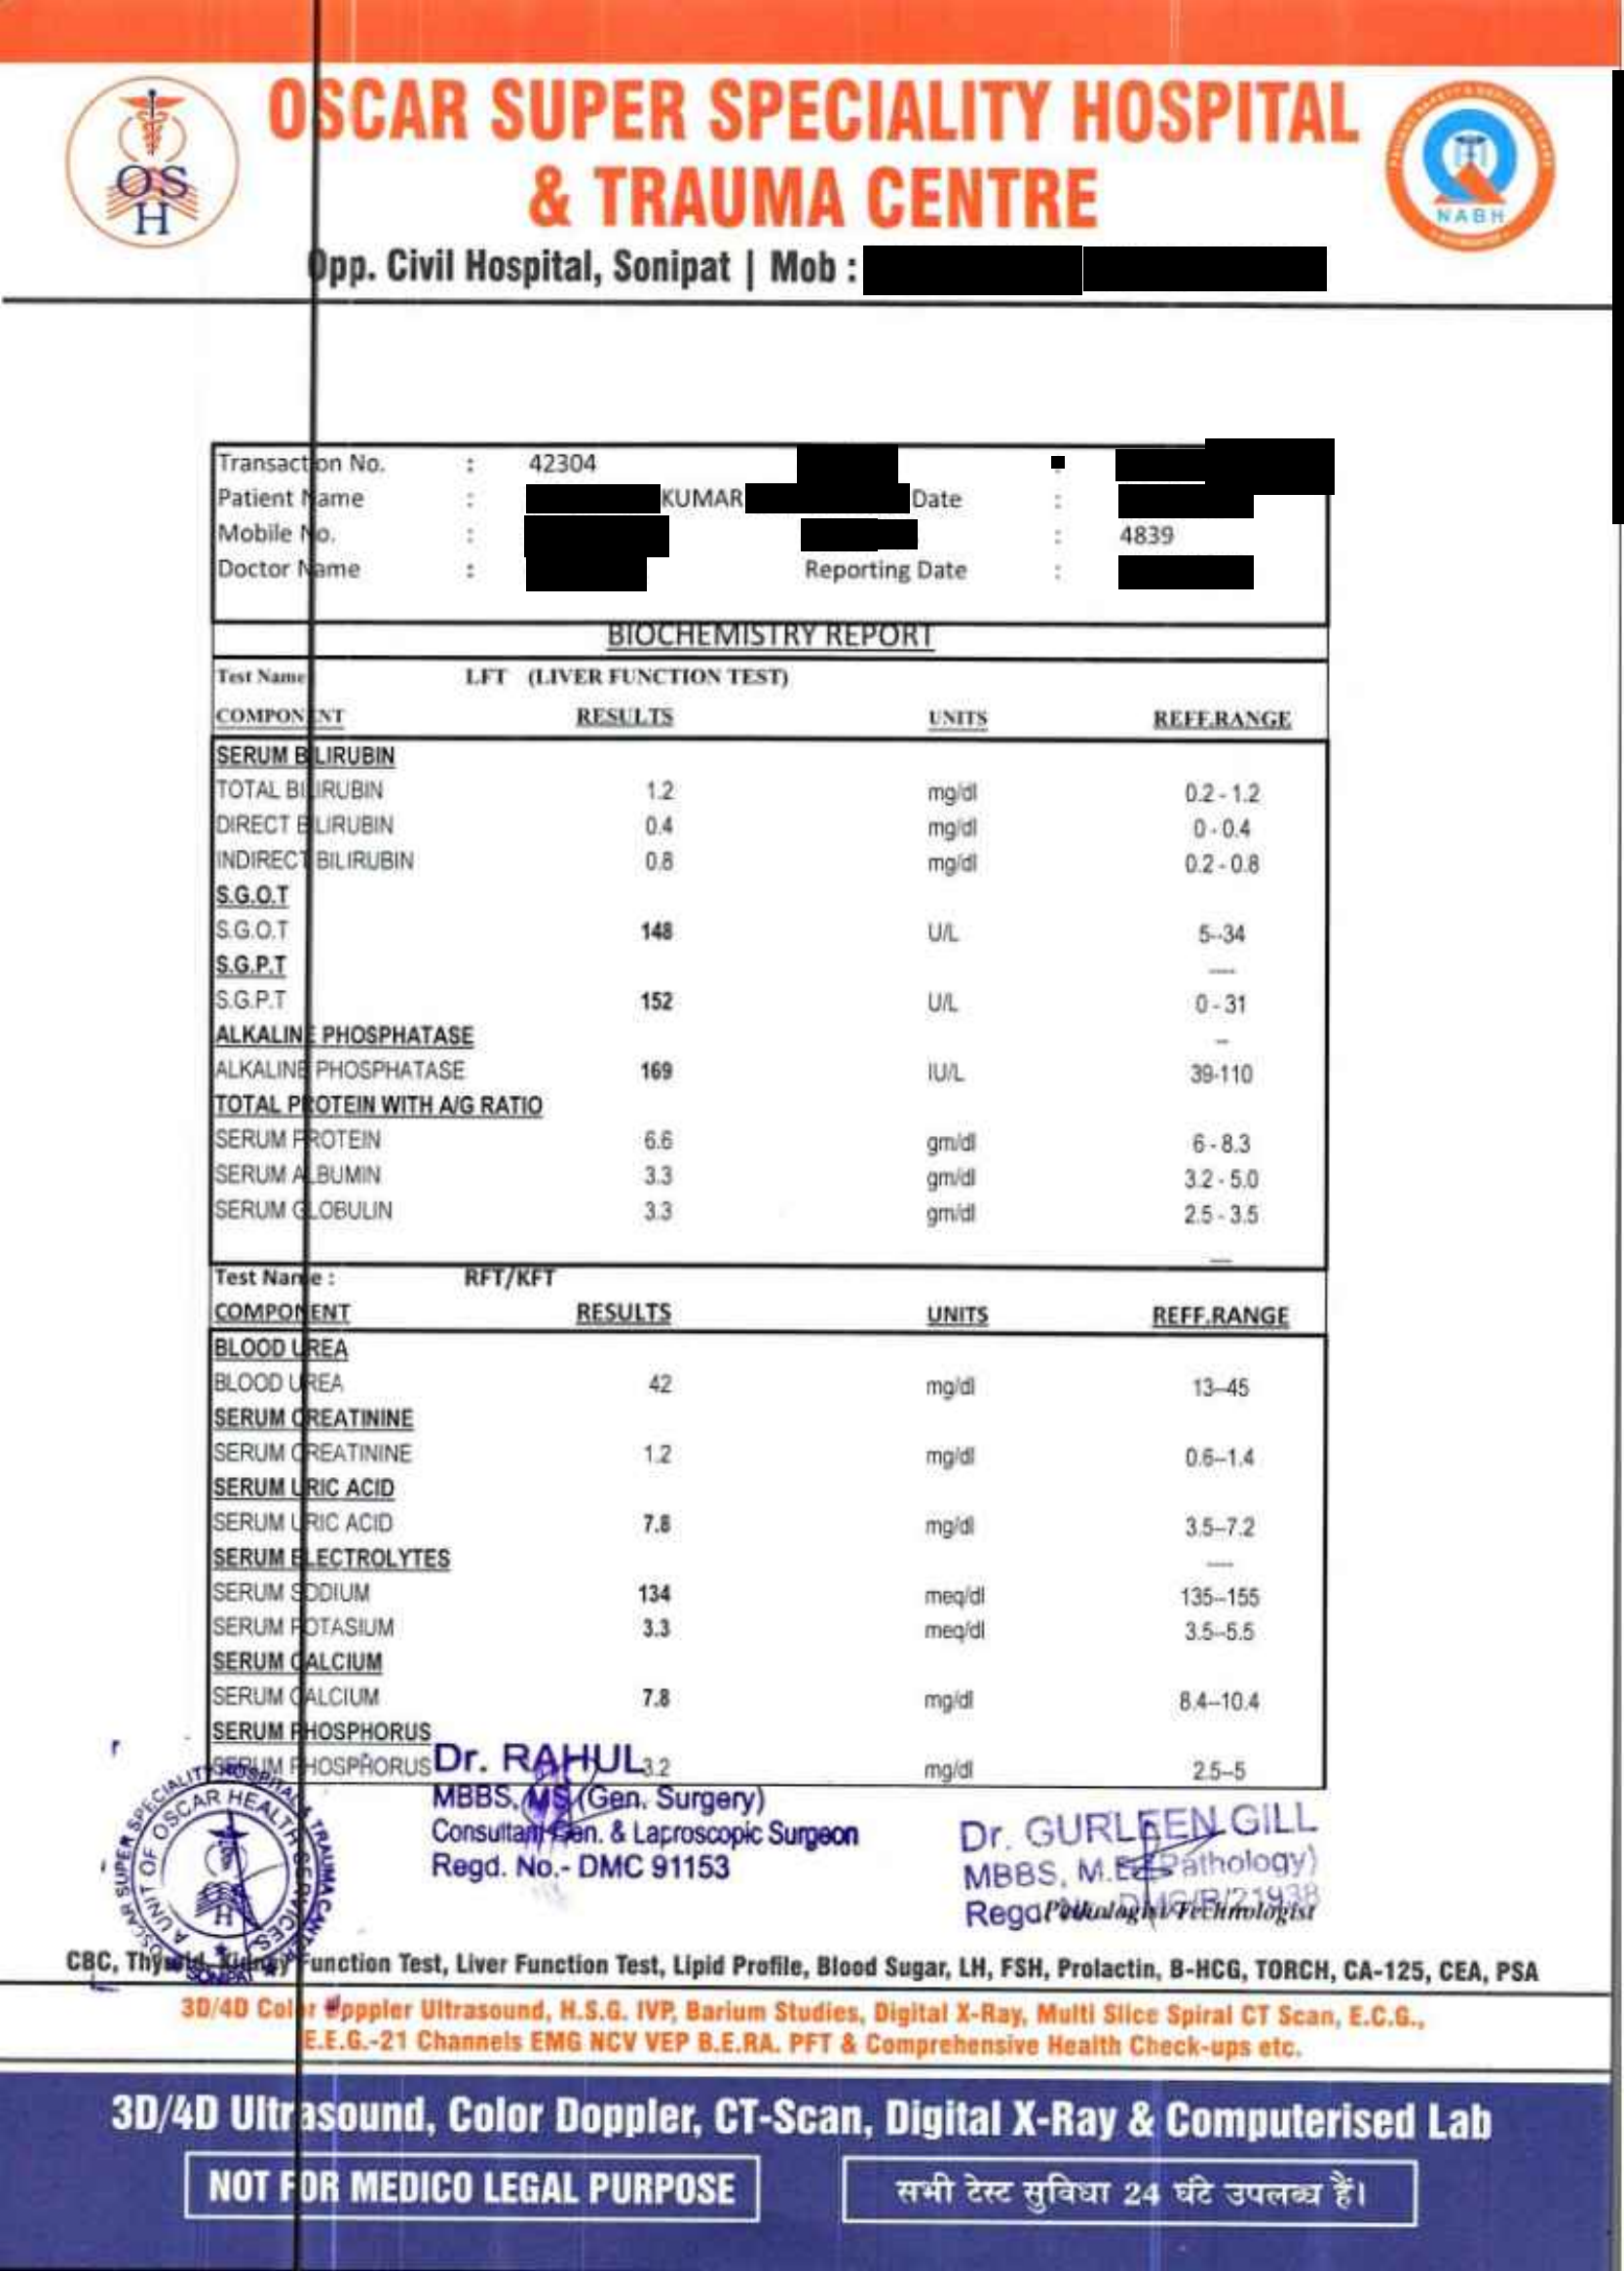 OSCAR SUPER SPECIALITY HOSPITAL
& TRAUMA CENTRE
OSH
NABH
Opp. Civil Hospital, Sonipat | Mob :
Transaction No. : 42304 :
Patient Name : KUMAR Date :
Mobile No. : : 4839
Doctor Name : Reporting Date :
BIOCHEMISTRY REPORT
Test Name LFT (LIVER FUNCTION TEST)
COMPONENT RESULTS UNITS REFF.RANGE
SERUM BILIRUBIN
TOTAL BILIRUBIN 1.2 mg/dl 0.2 - 1.2
DIRECT BILIRUBIN 0.4 mg/dl 0 - 0.4
INDIRECT BILIRUBIN 0.8 mg/dl 0.2 - 0.8
S.G.O.T
S.G.O.T 148 U/L 5--34
S.G.P.T ----
S.G.P.T 152 U/L 0 - 31
ALKALINE PHOSPHATASE --
ALKALINE PHOSPHATASE 169 IU/L 39-110
TOTAL PROTEIN WITH A/G RATIO
SERUM PROTEIN 6.6 gm/dl 6 - 8.3
SERUM ALBUMIN 3.3 gm/dl 3.2 - 5.0
SERUM GLOBULIN 3.3 gm/dl 2.5 - 3.5
---
Test Name : RFT/KFT
COMPONENT RESULTS UNITS REFF.RANGE
BLOOD UREA
BLOOD UREA 42 mg/dl 13--45
SERUM CREATININE
SERUM CREATININE 1.2 mg/dl 0.6--1.4
SERUM URIC ACID
SERUM URIC ACID 7.8 mg/dl 3.5--7.2
SERUM ELECTROLYTES ----
SERUM SODIUM 134 meq/dl 135--155
SERUM POTASIUM 3.3 meq/dl 3.5--5.5
SERUM CALCIUM
SERUM CALCIUM 7.8 mg/dl 8.4--10.4
SERUM PHOSPHORUS
SERUM PHOSPHORUS 3.2 mg/dl 2.5--5
Dr. RAHUL
MBBS, MS (Gen. Surgery)
Consultant Gen. & Laproscopic Surgeon
Regd. No.- DMC 91153
Dr. GURLEEN GILL
MBBS, M.D (Pathology)
Regd DMC/R/21938
Pathologist/Technologist
OSCAR SUPER SPECIALITY HOSPITAL & TRAUMA CANTER
A UNIT OF OSCAR HEALTH SERVICES
SONIPAT
CBC, Thyroid, Kidney Function Test, Liver Function Test, Lipid Profile, Blood Sugar, LH, FSH, Prolactin, B-HCG, TORCH, CA-125, CEA, PSA
3D/4D Color Dopppler Ultrasound, H.S.G. IVP, Barium Studies, Digital X-Ray, Multi Slice Spiral CT Scan, E.C.G.,
E.E.G.-21 Channels EMG NCV VEP B.E.RA. PFT & Comprehensive Health Check-ups etc.
3D/4D Ultrasound, Color Doppler, CT-Scan, Digital X-Ray & Computerised Lab
NOT FOR MEDICO LEGAL PURPOSE
सभी टेस्ट सुविधा 24 घंटे उपलब्ध हैं।